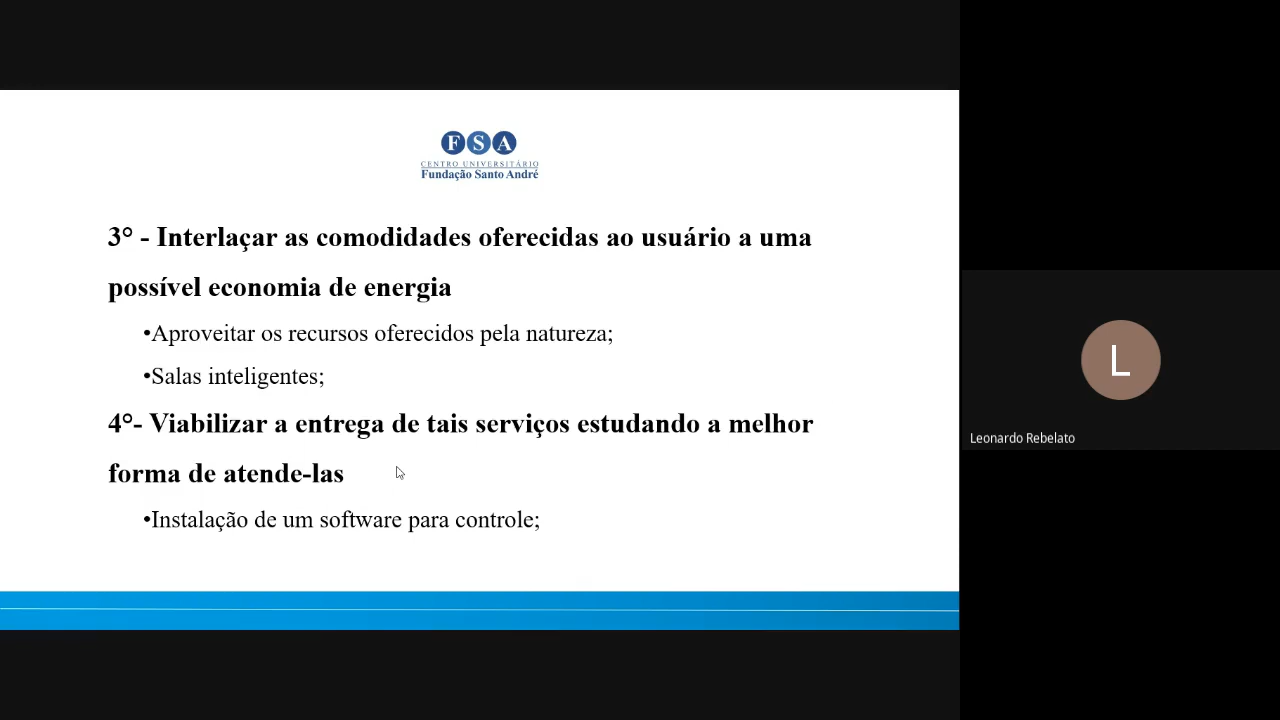 FSA
CENTRO UNIVERSITÁRIO
Fundação Santo André
3° - Interlaçar as comodidades oferecidas ao usuário a uma
possível economia de energia
•Aproveitar os recursos oferecidos pela natureza;
•Salas inteligentes;
4°- Viabilizar a entrega de tais serviços estudando a melhor
forma de atende-las
•Instalação de um software para controle;
L
Leonardo Rebelato